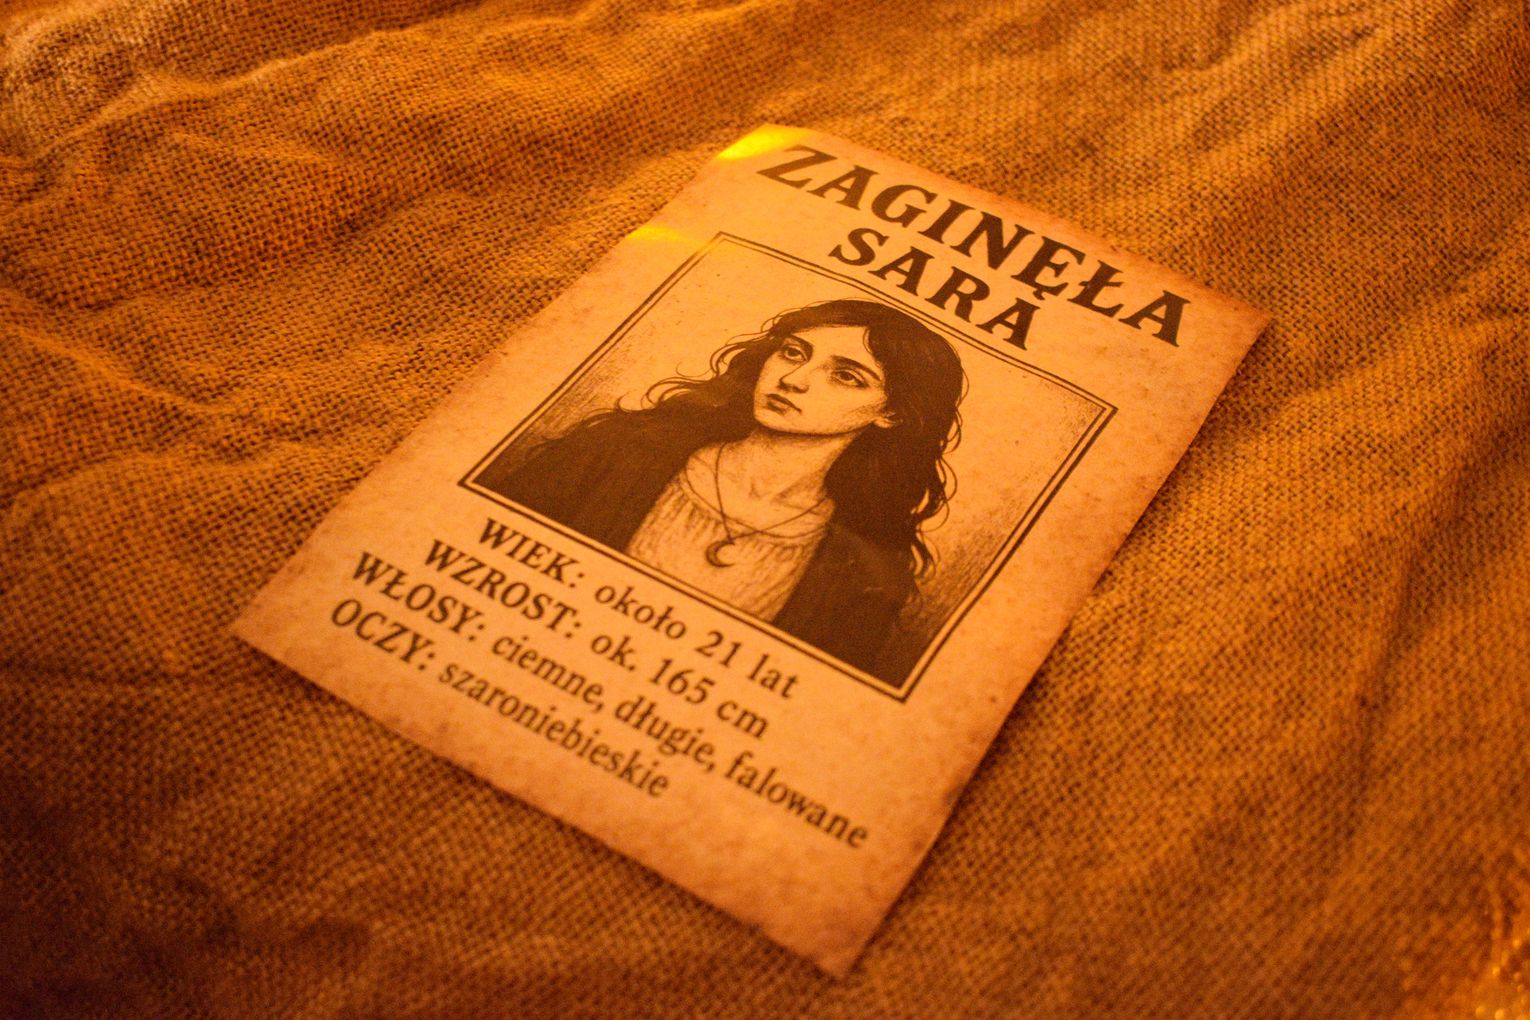 ZAGINĘŁA
SARA
WIEK: około 21 lat
WZROST: ok. 165 cm
WŁOSY: ciemne, długie, falowane
OCZY: szaroniebieskie